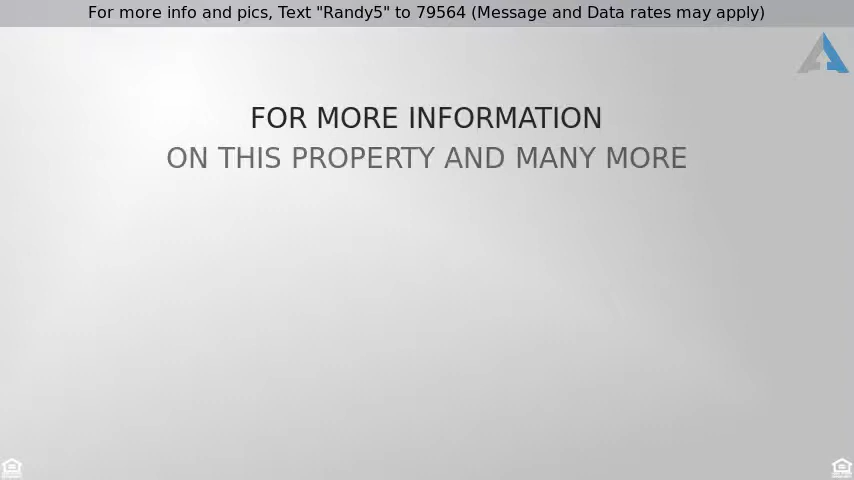 For more info and pics, Text "Randy5" to 79564 (Message and Data rates may apply)
FOR MORE INFORMATION
ON THIS PROPERTY AND MANY MORE